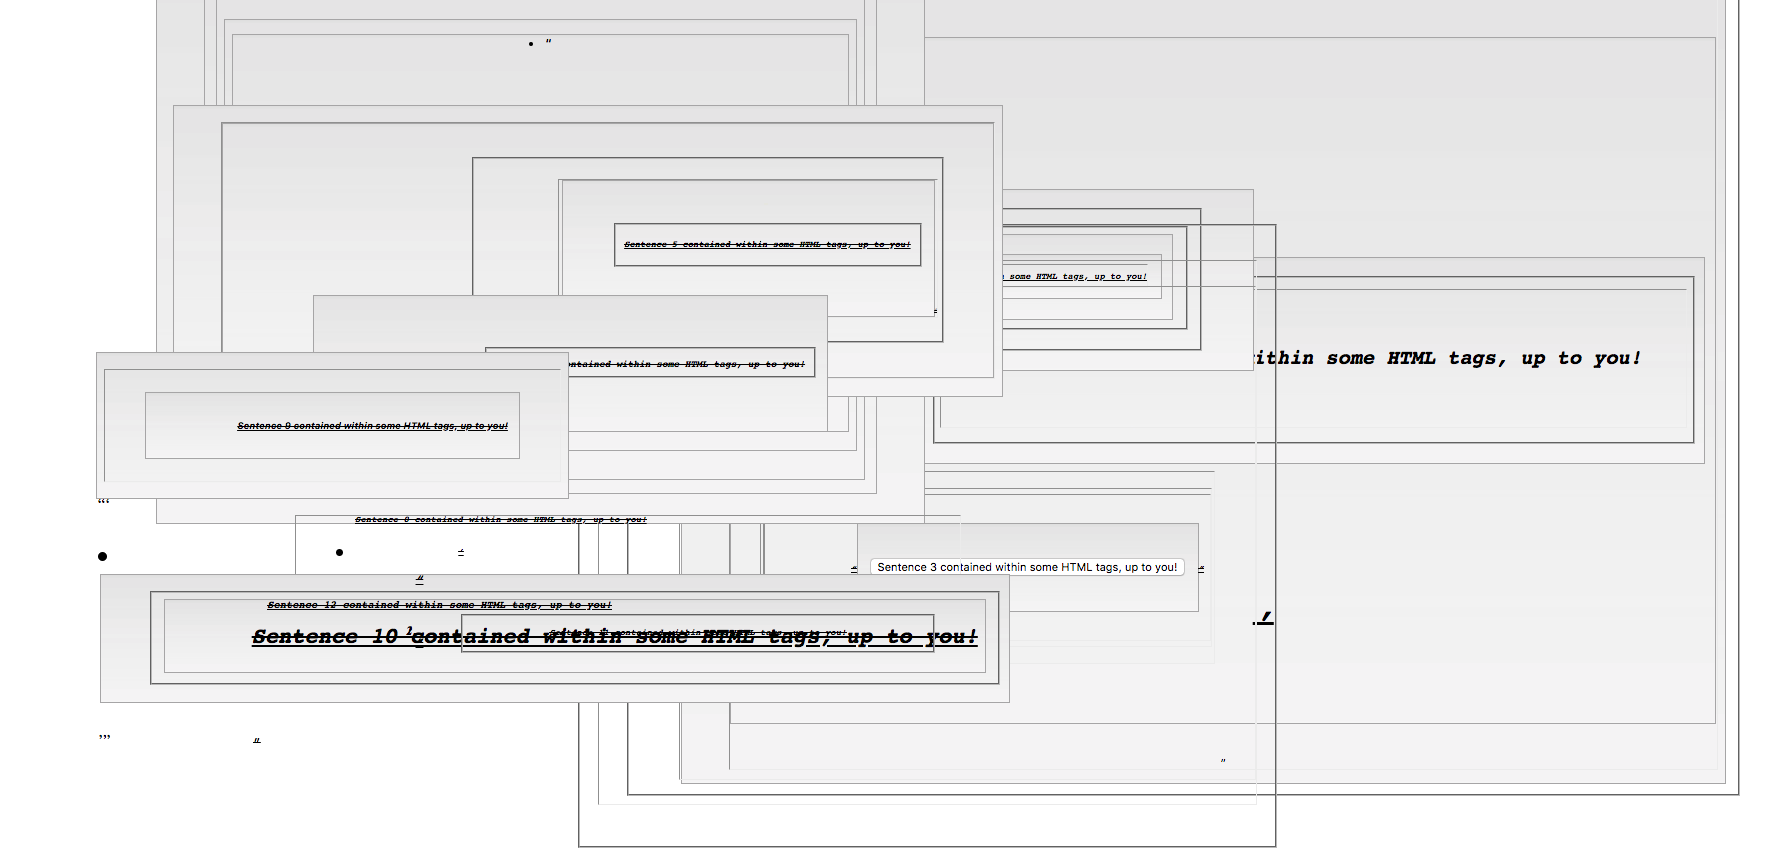 "
Sentence 5 contained within some HTML tags, up to you!
some HTML tags, up to you!
within some HTML tags, up to you!
contained within some HTML tags, up to you!
Sentence 9 contained within some HTML tags, up to you!
“‘
Sentence 8 contained within some HTML tags, up to you!
Sentence 3 contained within some HTML tags, up to you!
Sentence 12 contained within some HTML tags, up to you!
Sentence 10 contained within some HTML tags, up to you!
contained within some HTML tags, up to you!
’”
"
"